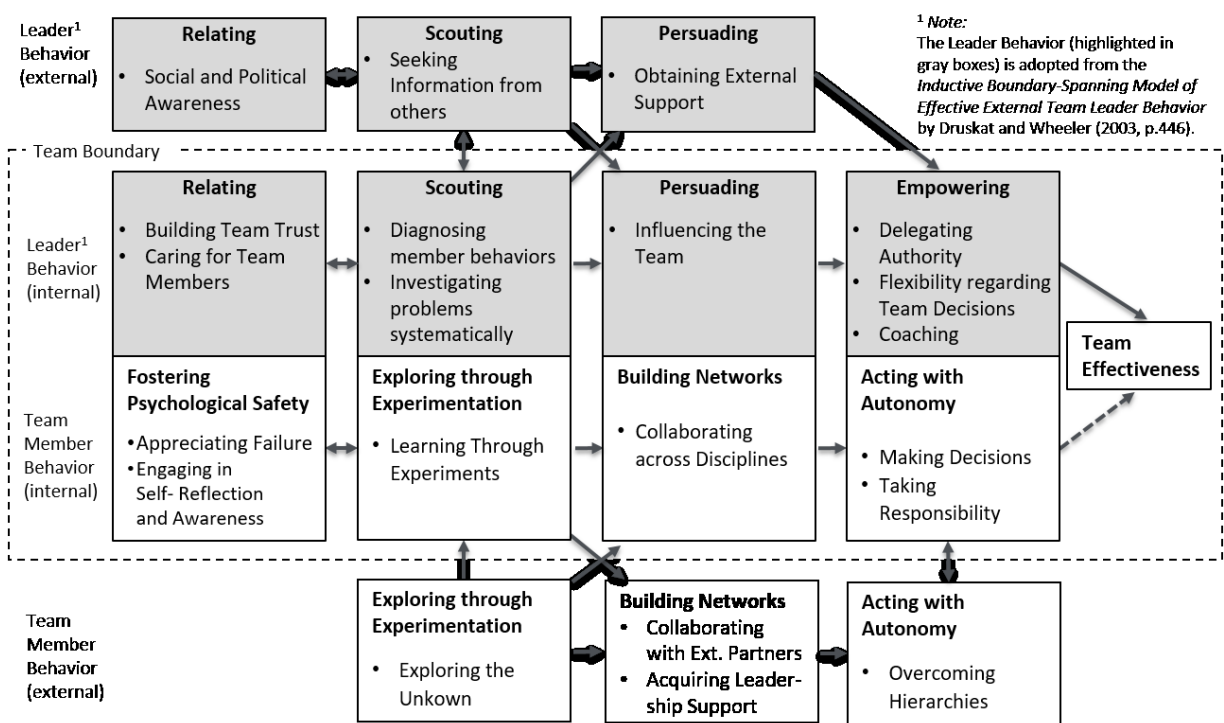 Leader¹
Behavior
(external)
Relating
• Social and Political
Awareness
Scouting
• Seeking
Information from
others
Persuading
• Obtaining External
Support
¹ Note:
The Leader Behavior (highlighted in
gray boxes) is adopted from the
Inductive Boundary-Spanning Model of
Effective External Team Leader Behavior
by Druskat and Wheeler (2003, p.446).
Team Boundary
Leader¹
Behavior
(internal)
Relating
• Building Team Trust
• Caring for Team
Members
Scouting
• Diagnosing
member behaviors
• Investigating
problems
systematically
Persuading
• Influencing the
Team
Empowering
• Delegating
Authority
• Flexibility regarding
Team Decisions
• Coaching
Team
Effectiveness
Team
Member
Behavior
(internal)
Fostering
Psychological Safety
• Appreciating Failure
• Engaging in
Self- Reflection
and Awareness
Exploring through
Experimentation
• Learning Through
Experiments
Building Networks
• Collaborating
across Disciplines
Acting with
Autonomy
• Making Decisions
• Taking
Responsibility
Team
Member
Behavior
(external)
Exploring through
Experimentation
• Exploring the
Unkown
Building Networks
• Collaborating
with Ext. Partners
• Acquiring Leader-
ship Support
Acting with
Autonomy
• Overcoming
Hierarchies